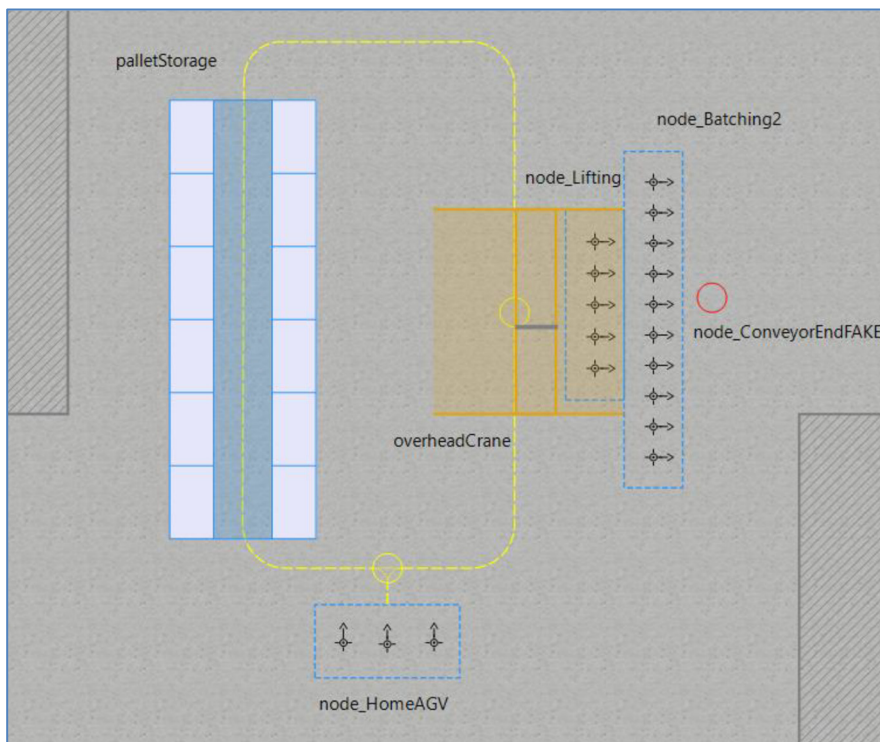 palletStorage
node_Batching2
node_Lifting
node_ConveyorEndFAKE
overheadCrane
node_HomeAGV